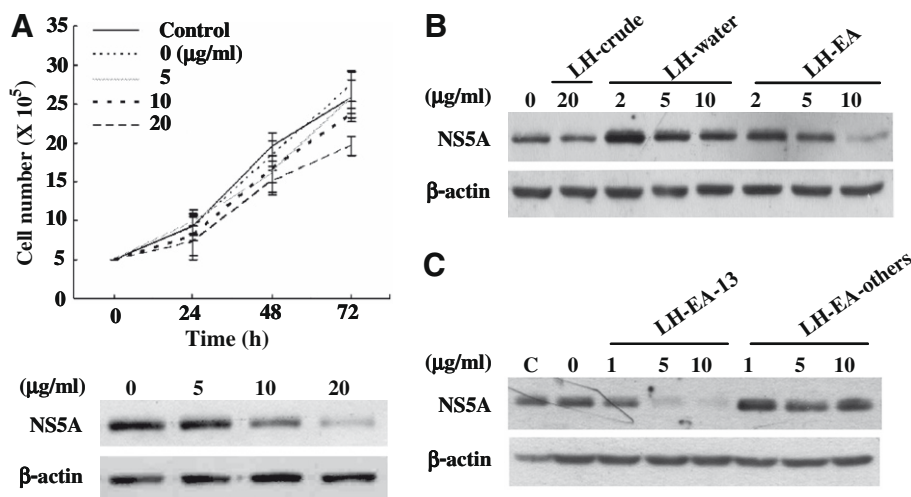 A
35
30
25
20
15
10
5
0
Cell number (X 10⁵)
Control
0 (μg/ml)
5
10
20
0 24 48 72
Time (h)
(μg/ml) 0 5 10 20
NS5A
β-actin
B
LH-crude LH-water LH-EA
(μg/ml) 0 20 2 5 10 2 5 10
NS5A
β-actin
C
LH-EA-13 LH-EA-others
(μg/ml) C 0 1 5 10 1 5 10
NS5A
β-actin